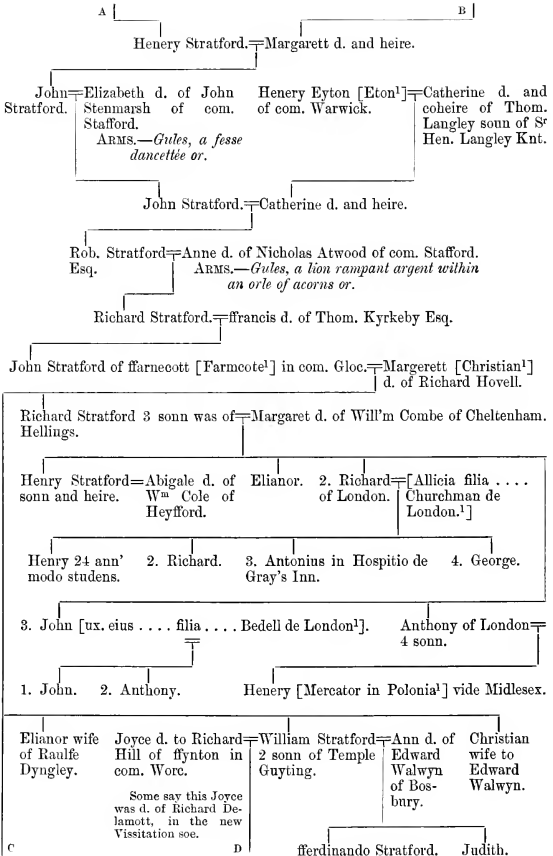 A B
Henery Stratford.=Margarett d. and heire.
John=Elizabeth d. of John
Stratford. Stenmarsh of com.
Stafford.
ARMS.—Gules, a fesse
dancettée or.
Henery Eyton [Eton¹]=Catherine d. and
of com. Warwick. coheire of Thom.
Langley sonn of Sr
Hen. Langley Knt.
John Stratford.=Catherine d. and heire.
Rob. Stratford=Anne d. of Nicholas Atwood of com. Stafford.
Esq. ARMS.—Gules, a lion rampant argent within
an orle of acorns or.
Richard Stratford.=ffrancis d. of Thom. Kyrkeby Esq.
John Stratford of ffarnecott [Farmcote¹] in com. Gloc.=Margerett [Christian¹]
d. of Richard Hovell.
Richard Stratford 3 sonn was of=Margaret d. of Will'm Combe of Cheltenham.
Hellings.
Henry Stratford=Abigale d. of
sonn and heire. Wm Cole of
Heyfford.
Elianor.
2. Richard=[Allicia filia . . . .
of London. Churchman de
London.¹]
Henry 24 ann'
modo studens.
2. Richard.
3. Antonius in Hospitio de
Gray's Inn.
4. George.
3. John [ux. eius . . . . filia . . . . Bedell de London¹].
Anthony of London=
4 sonn.
1. John. 2. Anthony.
Henery [Mercator in Polonia¹] vide Midlesex.
Elianor wife
of Raulfe
Dyngley.
Joyce d. to Richard=William Stratford=Ann d. of
Hill of ffynton in 2 sonn of Temple Edward
com. Worc. Guyting. Walwyn
of Bos-
bury.
Some say this Joyce
was d. of Richard De-
lamott, in the new
Vissitation soe.
Christian
wife to
Edward
Walwyn.
C D
fferdinando Stratford. Judith.